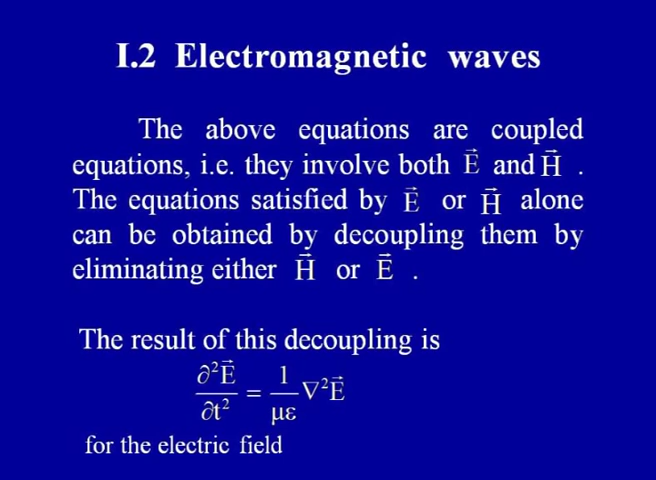 I.2 Electromagnetic waves
The above equations are coupled
equations, i.e. they involve both E⃗ and H⃗ .
The equations satisfied by E⃗ or H⃗ alone
can be obtained by decoupling them by
eliminating either H⃗ or E⃗ .
The result of this decoupling is
∂²E⃗/∂t² = 1/με ∇²E⃗
for the electric field